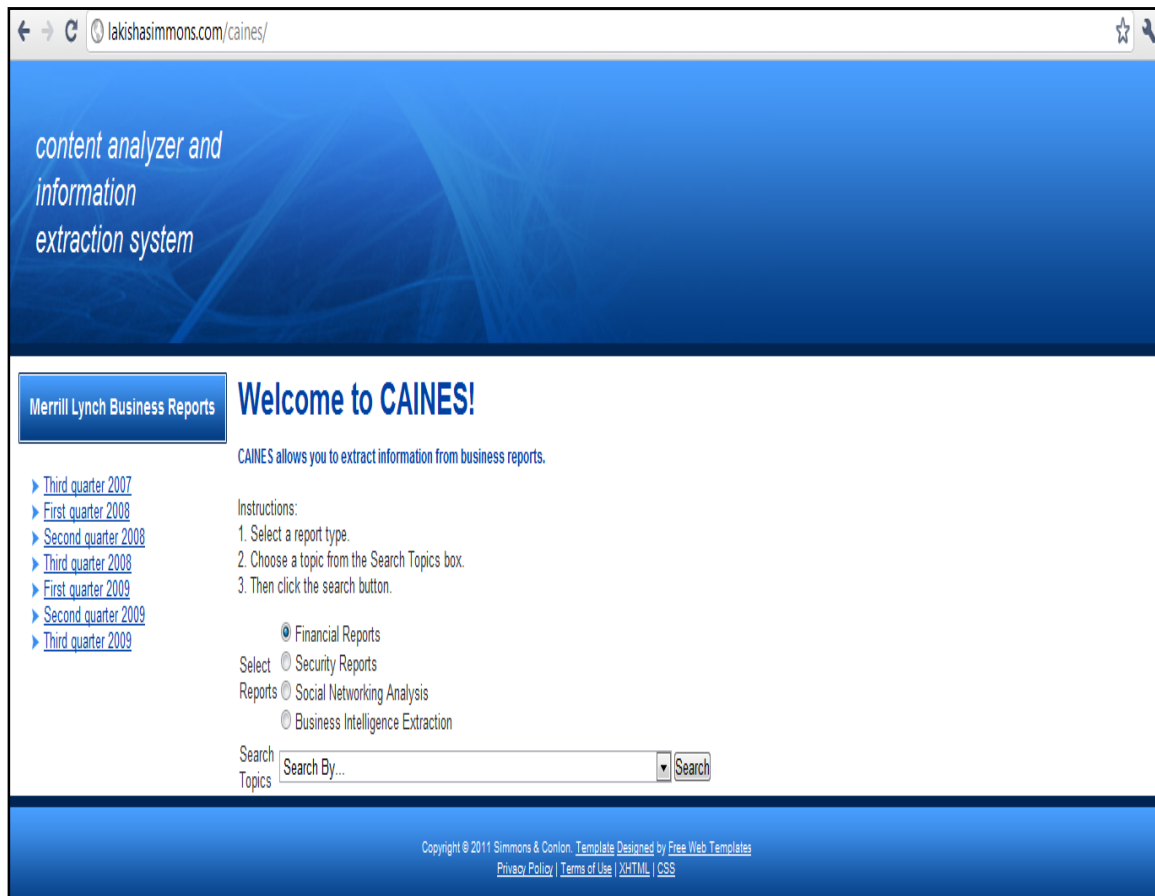 lakishasimmons.com/caines/
content analyzer and
information
extraction system
Merrill Lynch Business Reports
Third quarter 2007
First quarter 2008
Second quarter 2008
Third quarter 2008
First quarter 2009
Second quarter 2009
Third quarter 2009
Welcome to CAINES!
CAINES allows you to extract information from business reports.
Instructions:
1. Select a report type.
2. Choose a topic from the Search Topics box.
3. Then click the search button.
Select
Reports
Financial Reports
Security Reports
Social Networking Analysis
Business Intelligence Extraction
Search
Topics
Search By...
Search
Copyright © 2011 Simmons & Conlon. Template Designed by Free Web Templates
Privacy Policy | Terms of Use | XHTML | CSS